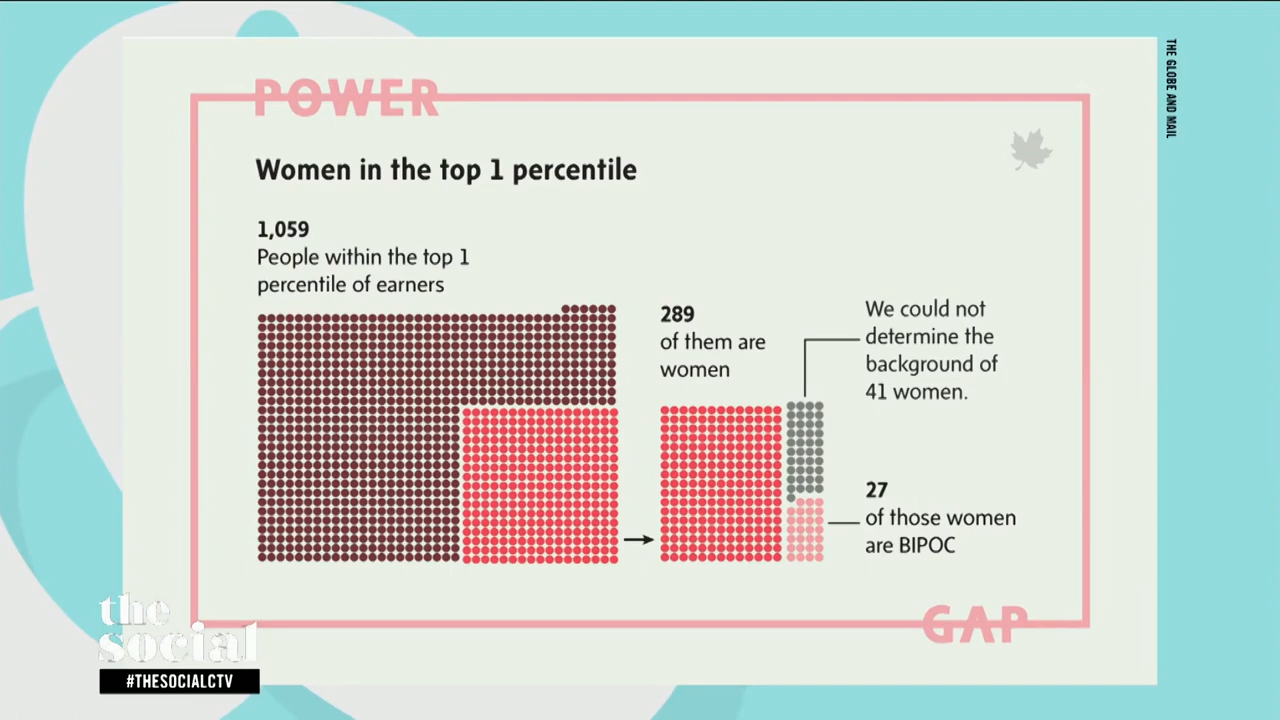 THE GLOBE AND MAIL
POWER
Women in the top 1 percentile
1,059
People within the top 1
percentile of earners
289
of them are
women
We could not
determine the
background of
41 women.
27
of those women
are BIPOC
GAP
the
social
#THESOCIALCTV